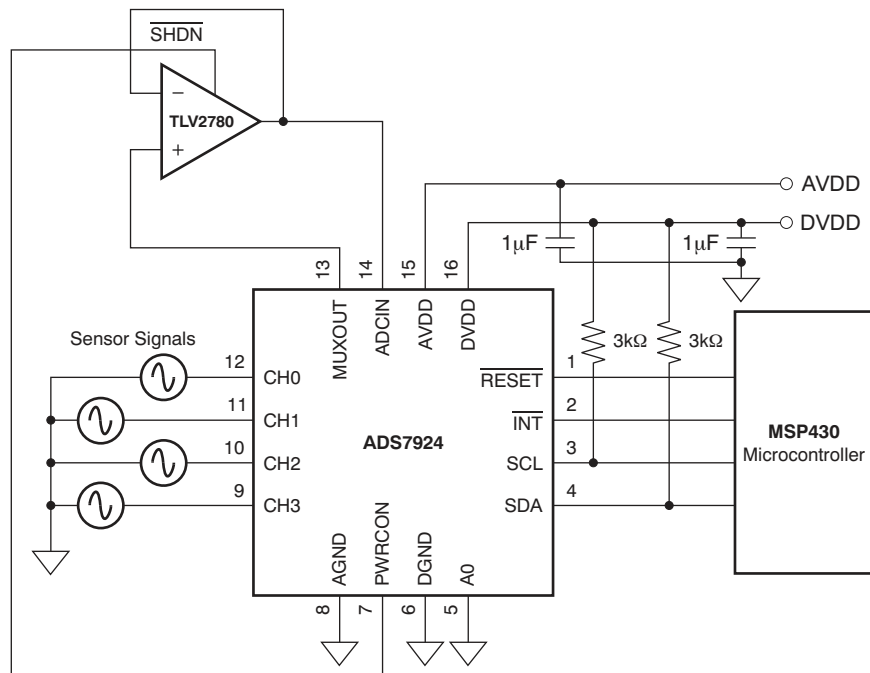 SHDN
−
TLV2780
+
AVDD
DVDD
1μF
1μF
13
14
15
16
MUXOUT
ADCIN
AVDD
DVDD
3kΩ
3kΩ
Sensor Signals
12
CH0
11
CH1
10
CH2
9
CH3
ADS7924
RESET
1
INT
2
SCL
3
SDA
4
MSP430
Microcontroller
AGND
PWRCON
DGND
A0
8
7
6
5